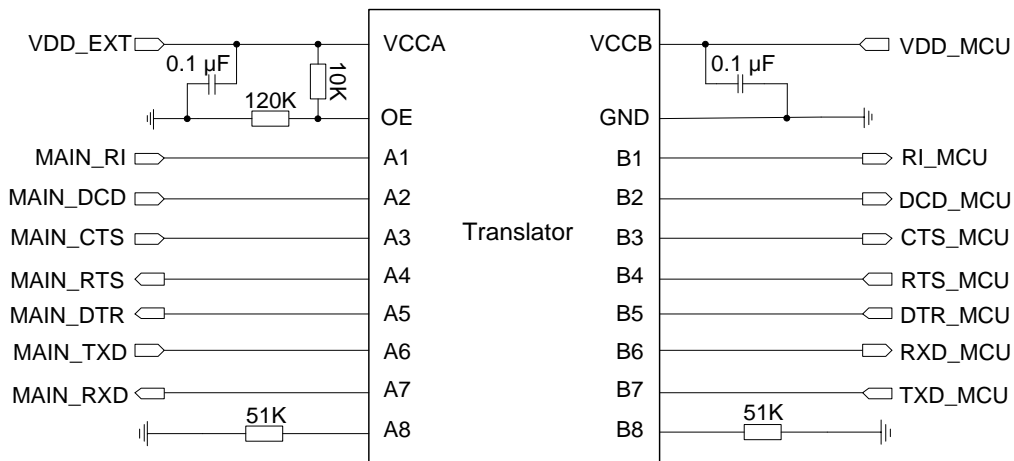 VDD_EXT VCCA VCCB VDD_MCU
0.1 µF 10K 0.1 µF
120K
OE GND
MAIN_RI A1 B1 RI_MCU
MAIN_DCD A2 B2 DCD_MCU
MAIN_CTS A3 Translator B3 CTS_MCU
MAIN_RTS A4 B4 RTS_MCU
MAIN_DTR A5 B5 DTR_MCU
MAIN_TXD A6 B6 RXD_MCU
MAIN_RXD A7 B7 TXD_MCU
51K A8 B8 51K